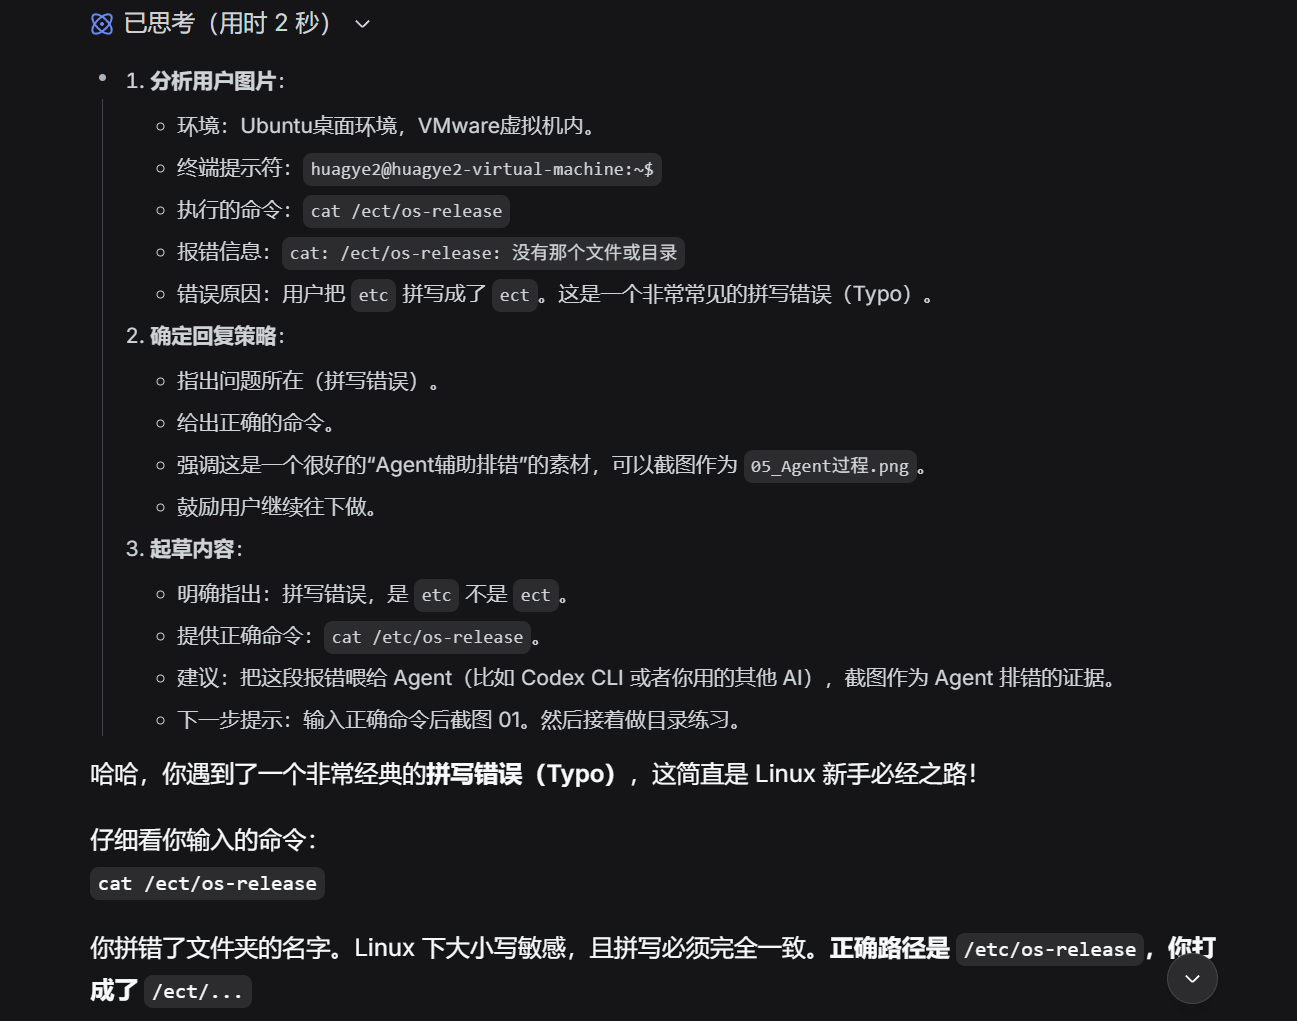 已思考（用时 2 秒）
1. 分析用户图片：
环境：Ubuntu桌面环境，VMware虚拟机内。
终端提示符： huagye2@huagye2-virtual-machine:~$
执行的命令： cat /ect/os-release
报错信息： cat: /ect/os-release: 没有那个文件或目录
错误原因：用户把 etc 拼写成了 ect 。这是一个非常常见的拼写错误（Typo）。
2. 确定回复策略：
指出问题所在（拼写错误）。
给出正确的命令。
强调这是一个很好的“Agent辅助排错”的素材，可以截图作为 05_Agent过程.png 。
鼓励用户继续往下做。
3. 起草内容：
明确指出：拼写错误，是 etc 不是 ect 。
提供正确命令： cat /etc/os-release 。
建议：把这段报错喂给 Agent（比如 Codex CLI 或者你用的其他 AI），截图作为 Agent 排错的证据。
下一步提示：输入正确命令后截图 01。然后接着做目录练习。
哈哈，你遇到了一个非常经典的拼写错误（Typo），这简直是 Linux 新手必经之路！
仔细看你输入的命令：
cat /ect/os-release
你拼错了文件夹的名字。Linux 下大小写敏感，且拼写必须完全一致。正确路径是 /etc/os-release ，你打
成了 /ect/...